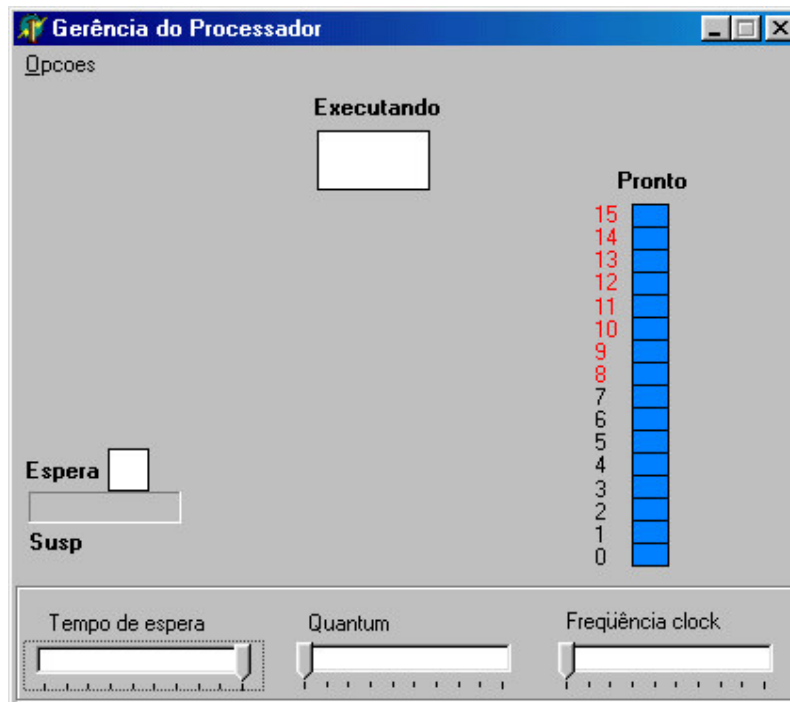 Gerência do Processador
Opcoes
Executando
Pronto
15
14
13
12
11
10
9
8
7
6
5
4
3
2
1
0
Espera
Susp
Tempo de espera
Quantum
Freqüência clock